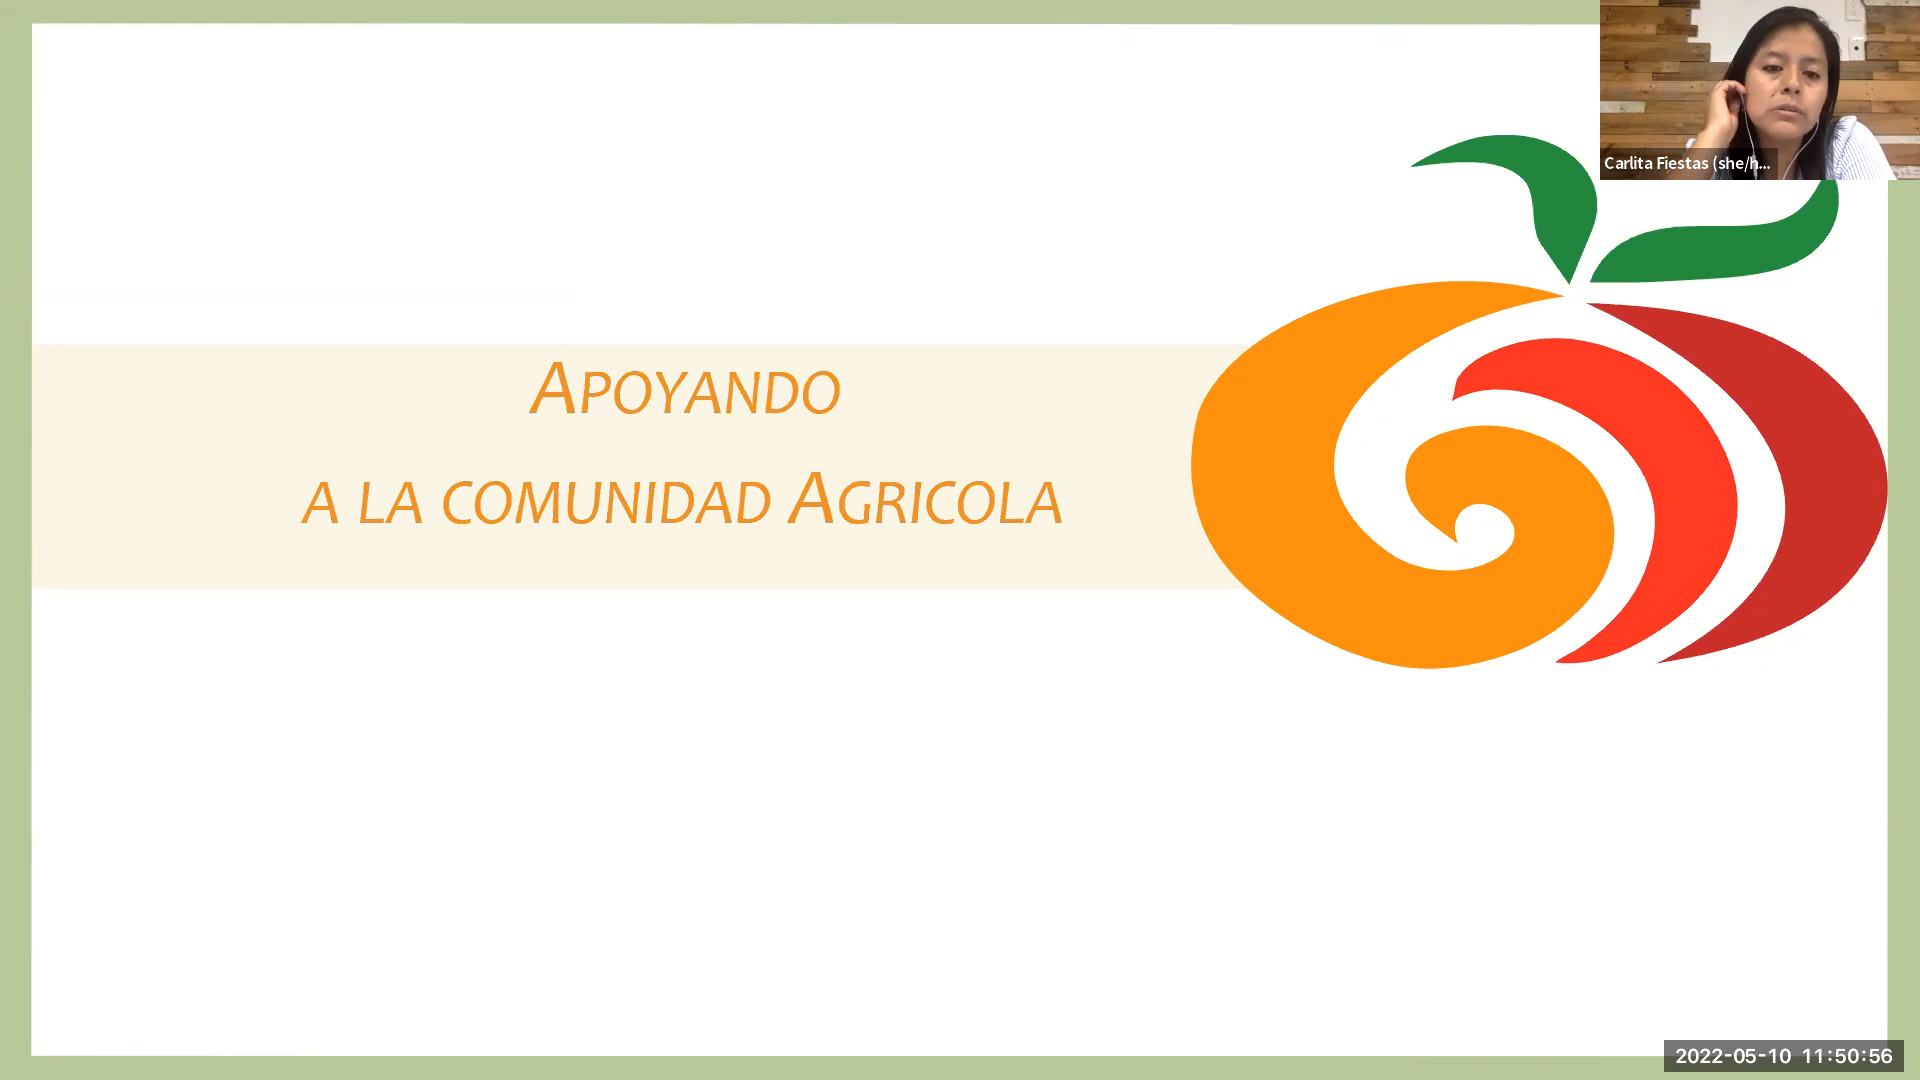 Carlita Fiestas (she/h...
APOYANDO
A LA COMUNIDAD AGRICOLA
2022-05-10 11:50:56